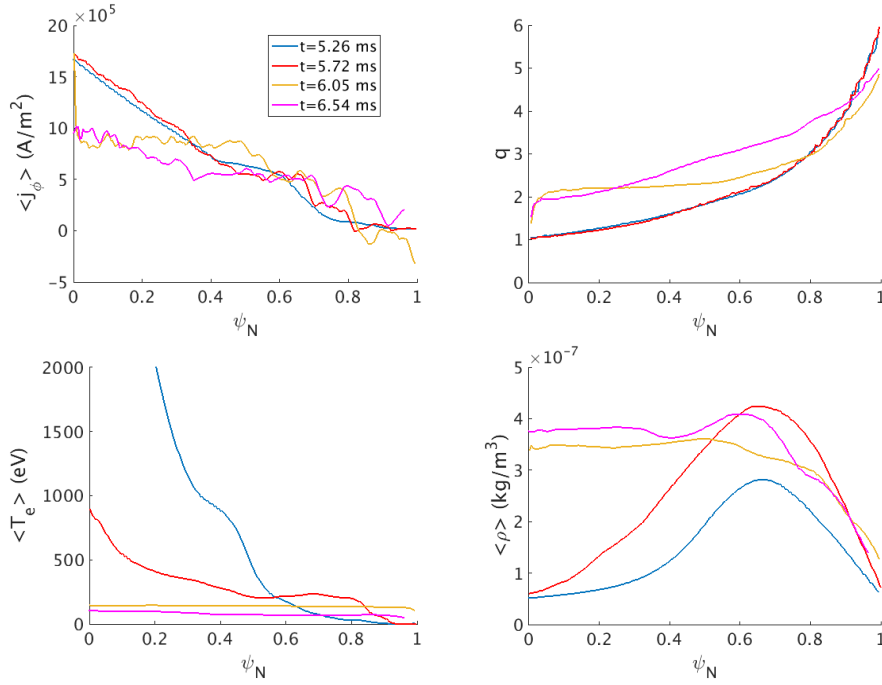 ×10⁵
20
15
10
5
0
−5
<j_ϕ> (A/m²)
0 0.2 0.4 0.6 0.8 1
ψ_N
t=5.26 ms
t=5.72 ms
t=6.05 ms
t=6.54 ms
6
5
4
3
2
1
0
q
0 0.2 0.4 0.6 0.8 1
ψ_N
2000
1500
1000
500
0
<T_e> (eV)
0 0.2 0.4 0.6 0.8 1
ψ_N
×10⁻⁷
5
4
3
2
1
0
<ρ> (kg/m³)
0 0.2 0.4 0.6 0.8 1
ψ_N